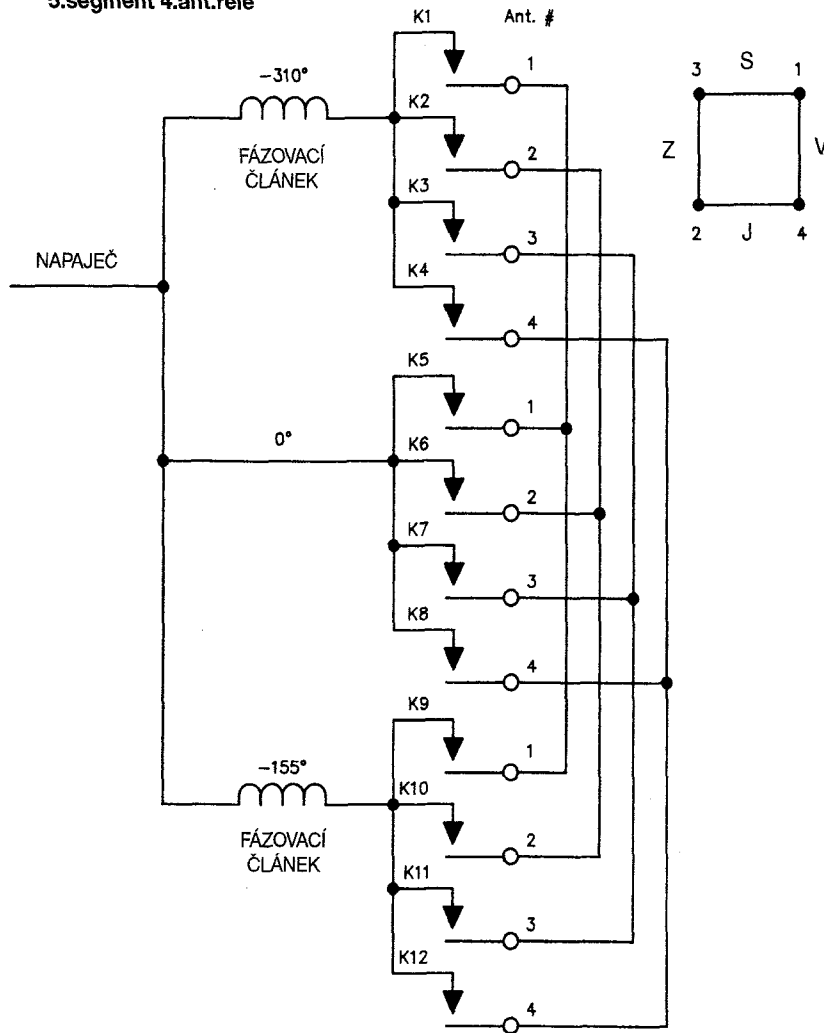 5.segment 4.ant.relé
K1 Ant. #
-310° 1
K2
FÁZOVACÍ
ČLÁNEK
2
K3
3
K4
NAPAJEČ
4
3 S 1
Z V
2 J 4
K5
1
0° K6
2
K7
3
K8
4
K9
-155° 1
K10
FÁZOVACÍ
ČLÁNEK
2
K11
3
K12
4